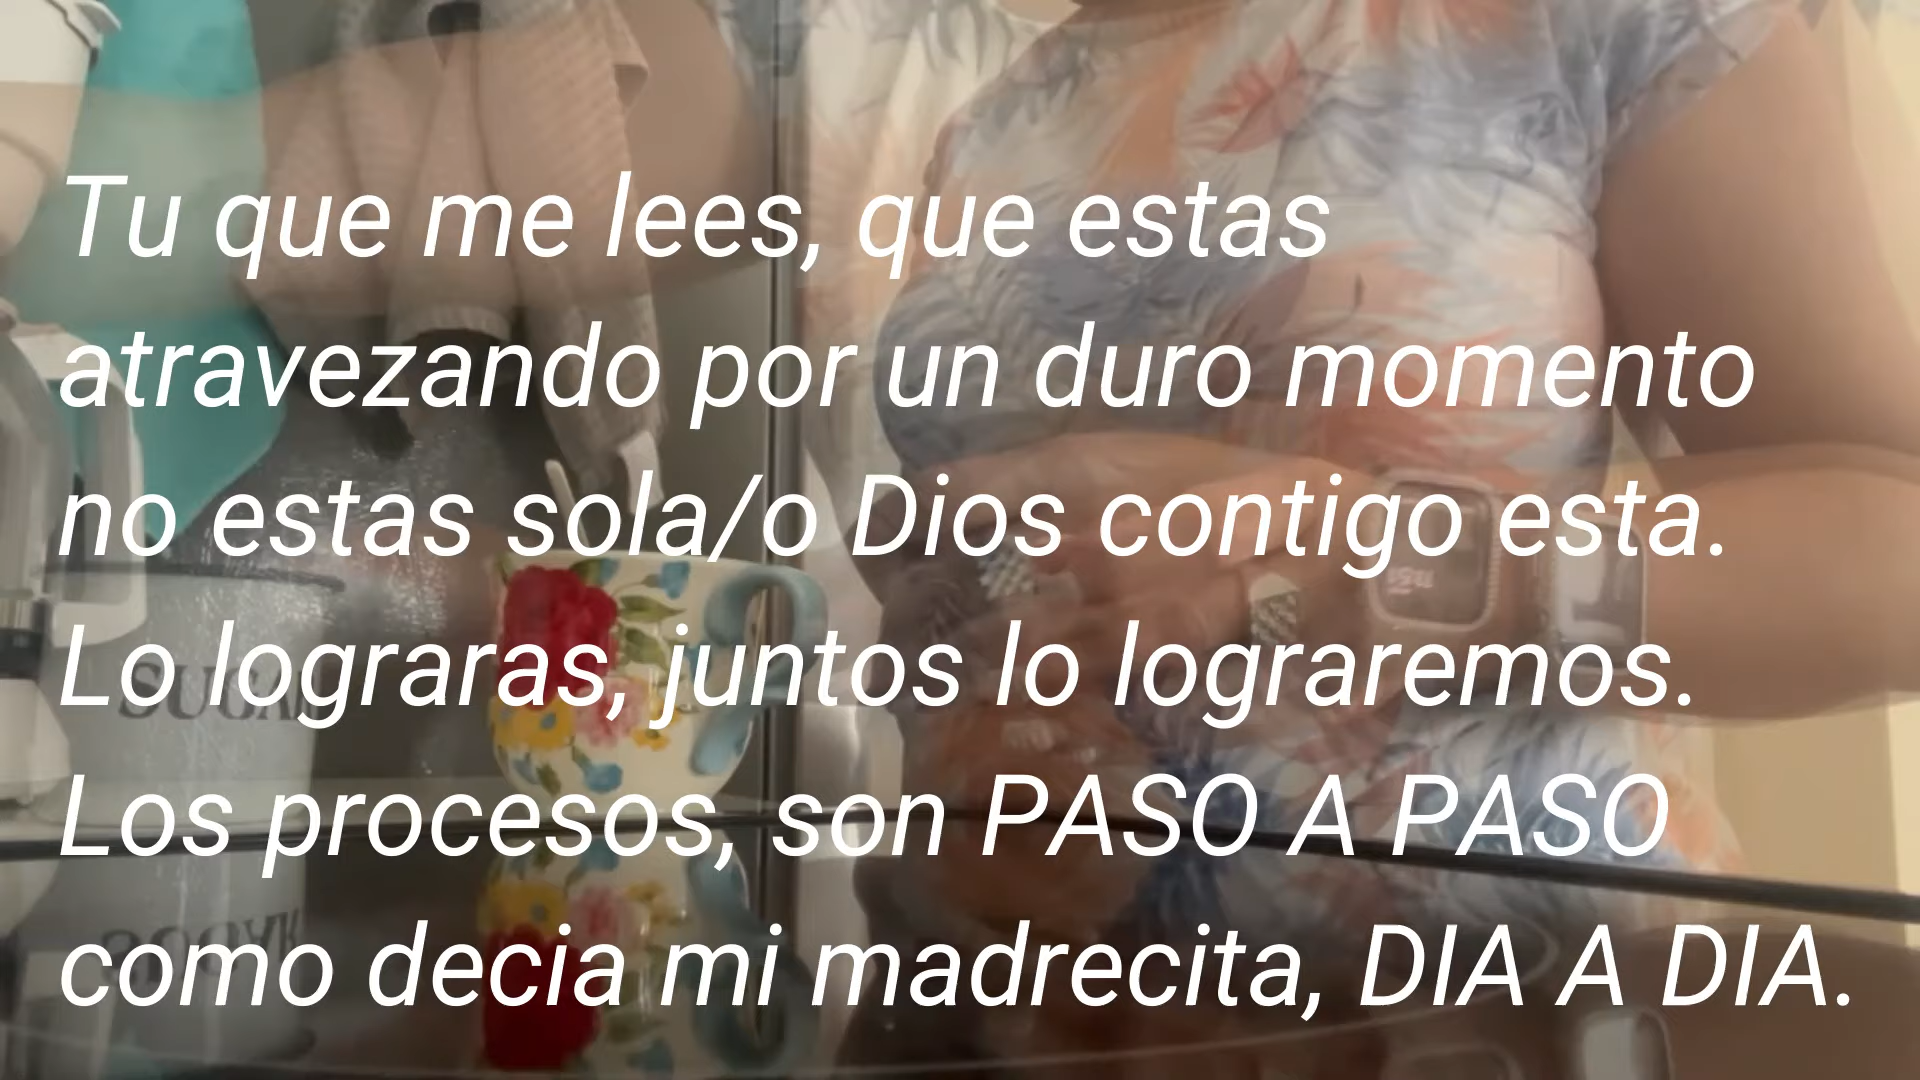 Tu que me lees, que estas
atravezando por un duro momento
no estas sola/o Dios contigo esta.
Lo lograras, juntos lo lograremos.
Los procesos, son PASO A PASO
como decia mi madrecita, DIA A DIA.
SUGAR